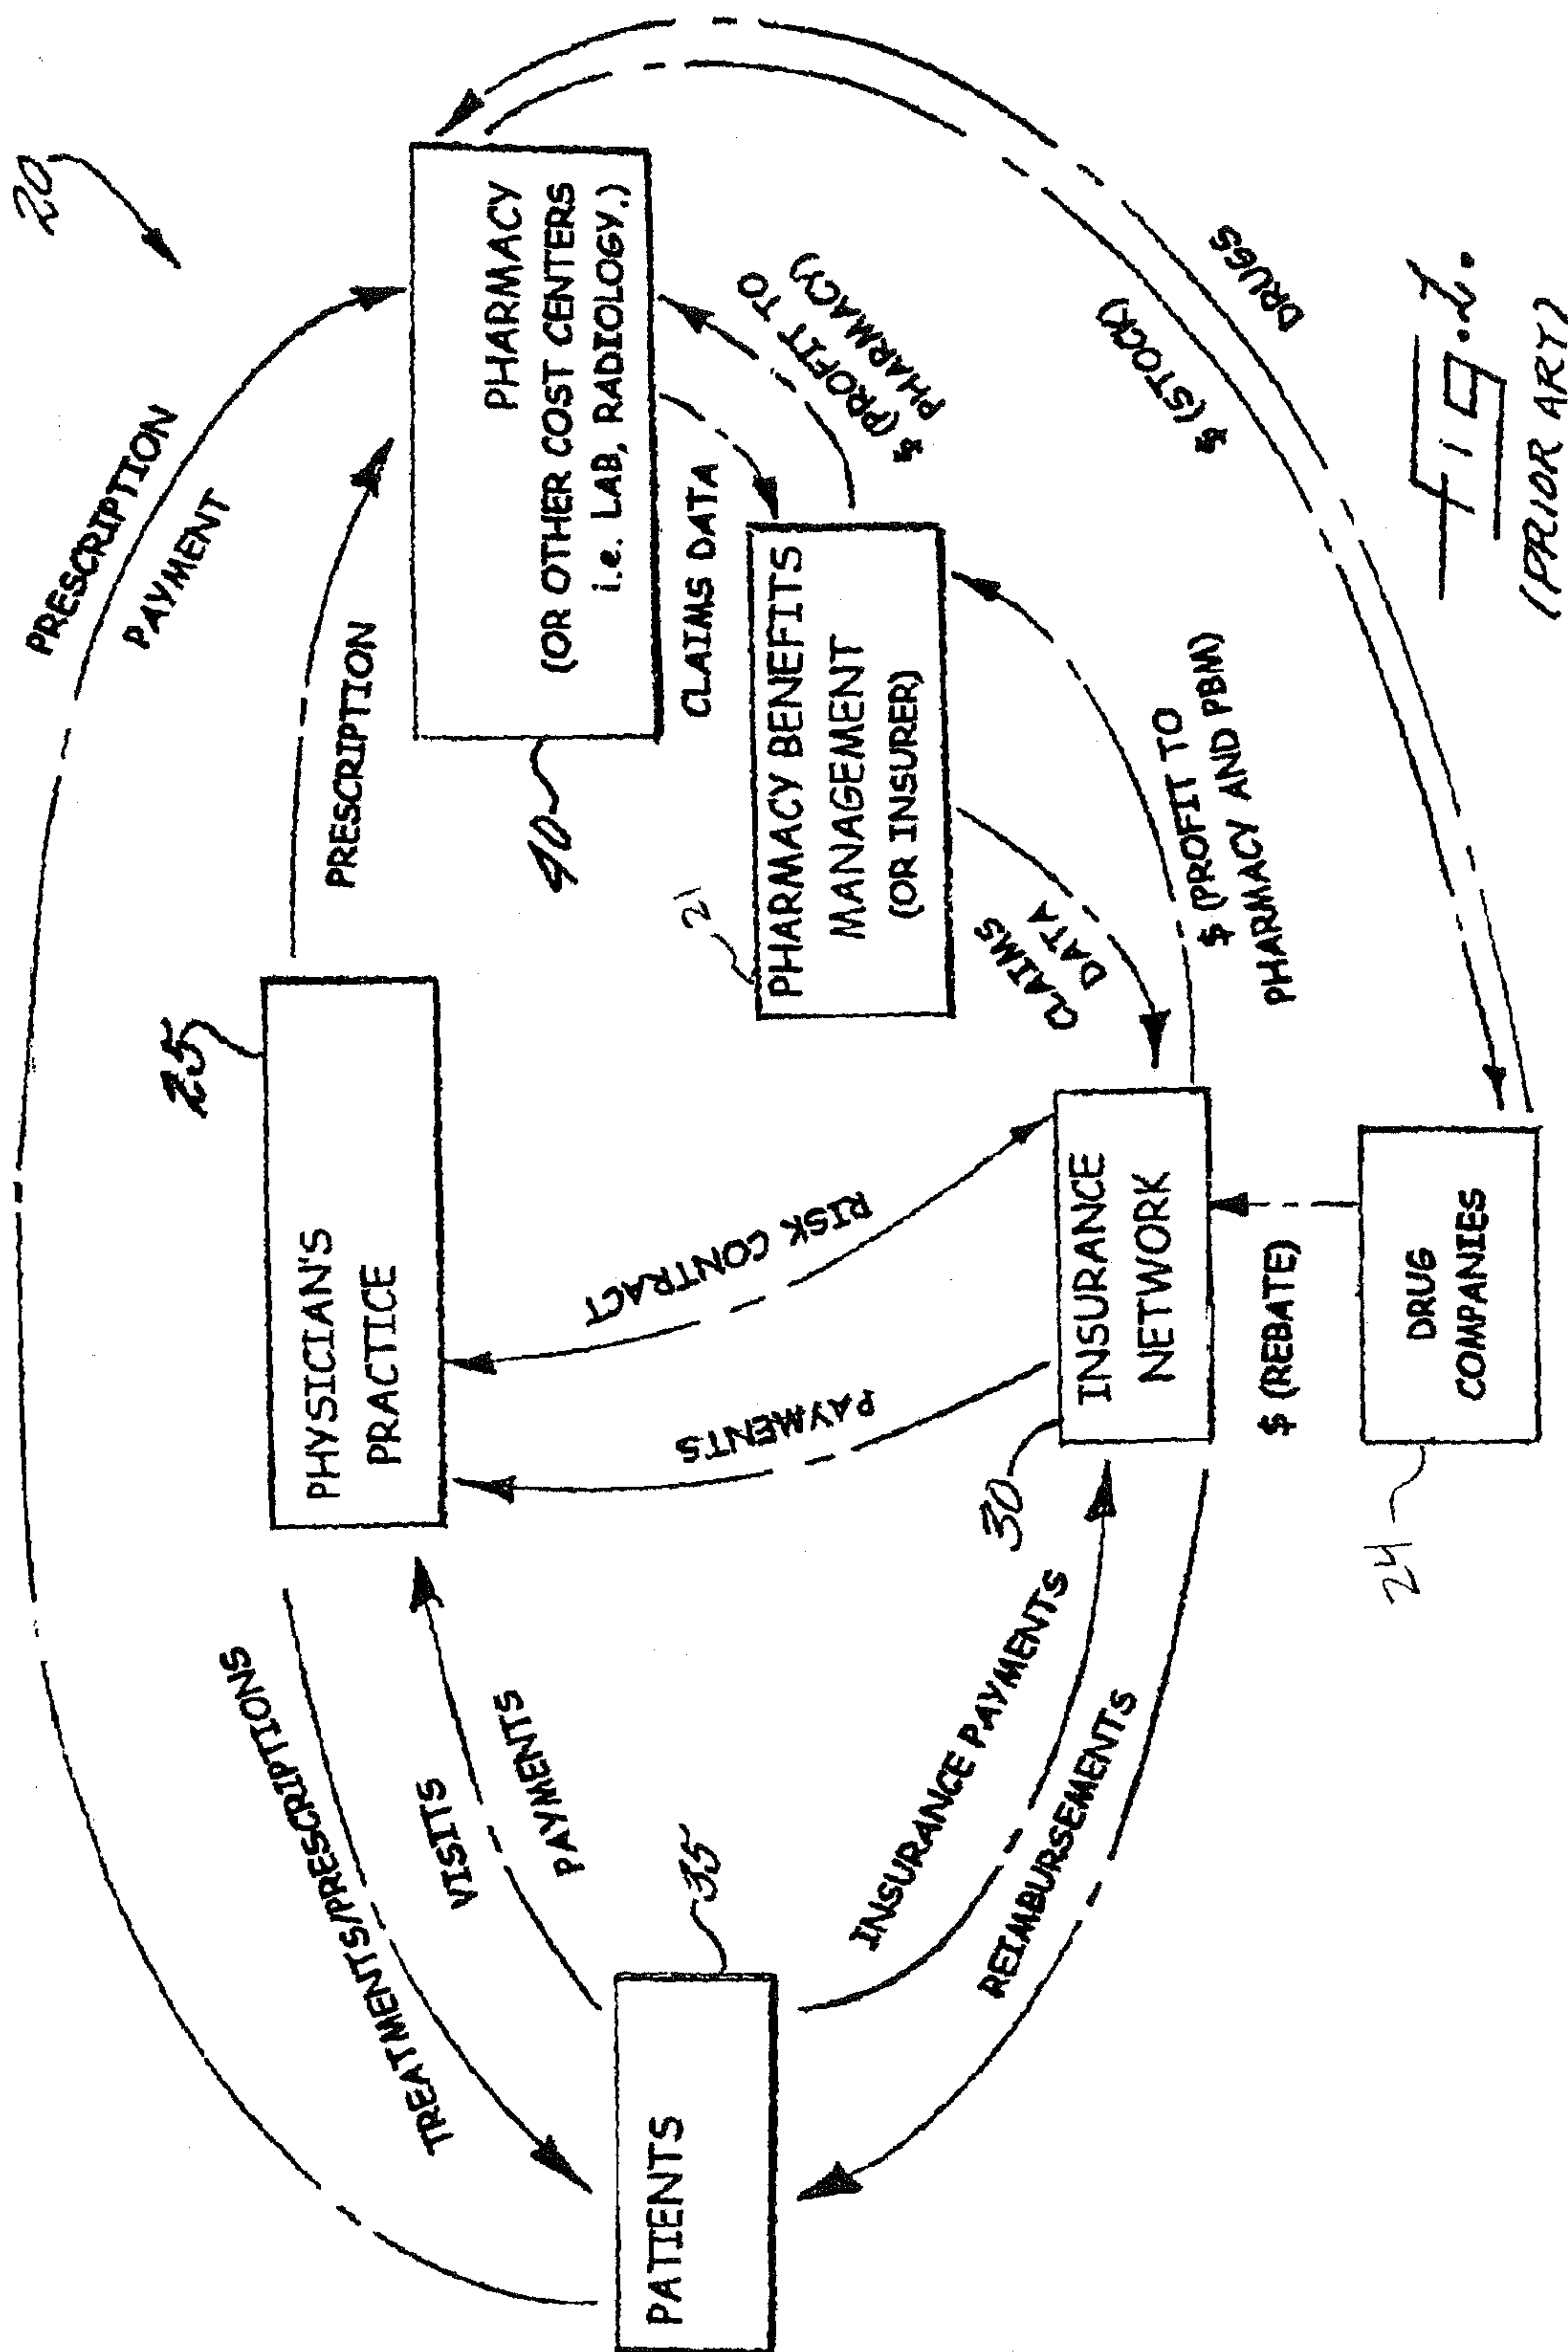 20
PRESCRIPTION
PAYMENT
TREATMENTS/PRESCRIPTIONS
VISITS
PAYMENTS
25
PHYSICIAN'S
PRACTICE
PRESCRIPTION
PHARMACY
(OR OTHER COST CENTERS
i.e. LAB, RADIOLOGY.)
40
35
PATIENTS
PAYMENTS
RISK CONTRACT
CLAIMS DATA
$ (PROFIT TO
PHARMACY)
21
PHARMACY BENEFITS
MANAGEMENT
(OR INSURER)
INSURANCE PAYMENTS
REIMBURSEMENTS
30
INSURANCE
NETWORK
CLAIMS
DATA
$ (PROFIT TO
PHARMACY AND PBM)
$ (STOCK)
DRUGS
$ (REBATE)
24
DRUG
COMPANIES
Fig. 1.
(PRIOR ART)